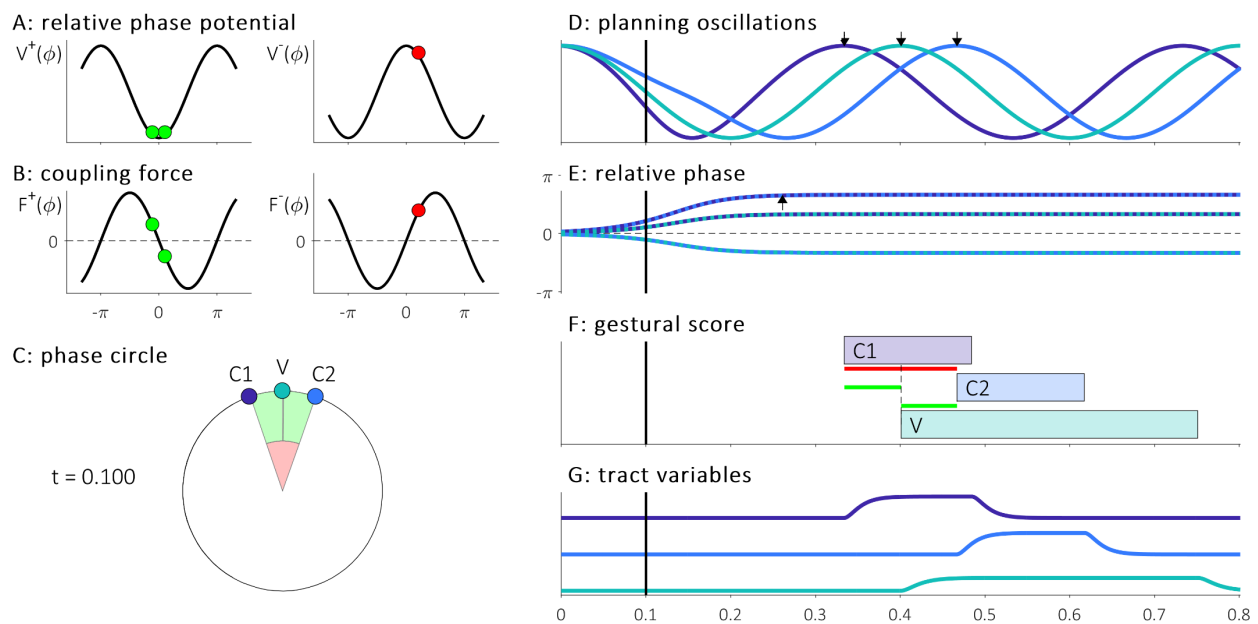 A: relative phase potential
V⁺(ϕ)
V⁻(ϕ)
B: coupling force
F⁺(ϕ)
0
F⁻(ϕ)
0
-π 0 π
-π 0 π
C: phase circle
C1 V C2
t = 0.100
D: planning oscillations
E: relative phase
π
0
-π
F: gestural score
C1
C2
V
G: tract variables
0 0.1 0.2 0.3 0.4 0.5 0.6 0.7 0.8